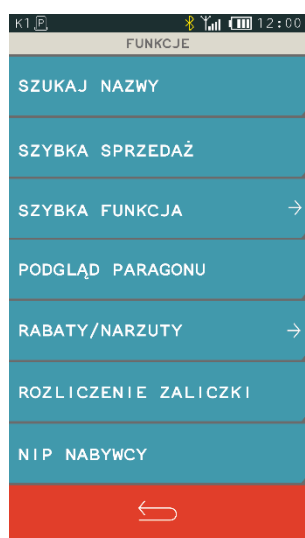 K1 P 12:00
FUNKCJE
SZUKAJ NAZWY
SZYBKA SPRZEDAŻ
SZYBKA FUNKCJA
PODGLĄD PARAGONU
RABATY/NARZUTY
ROZLICZENIE ZALICZKI
NIP NABYWCY